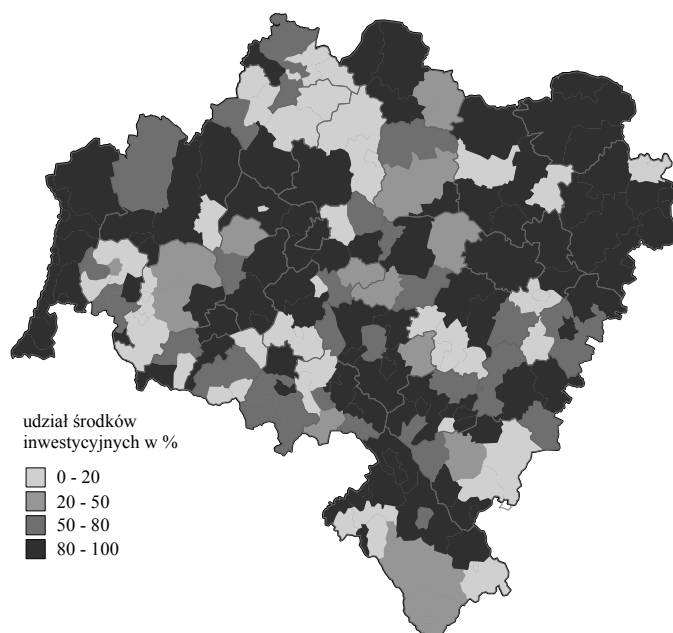 udział środków
inwestycyjnych w %
0 - 20
20 - 50
50 - 80
80 - 100